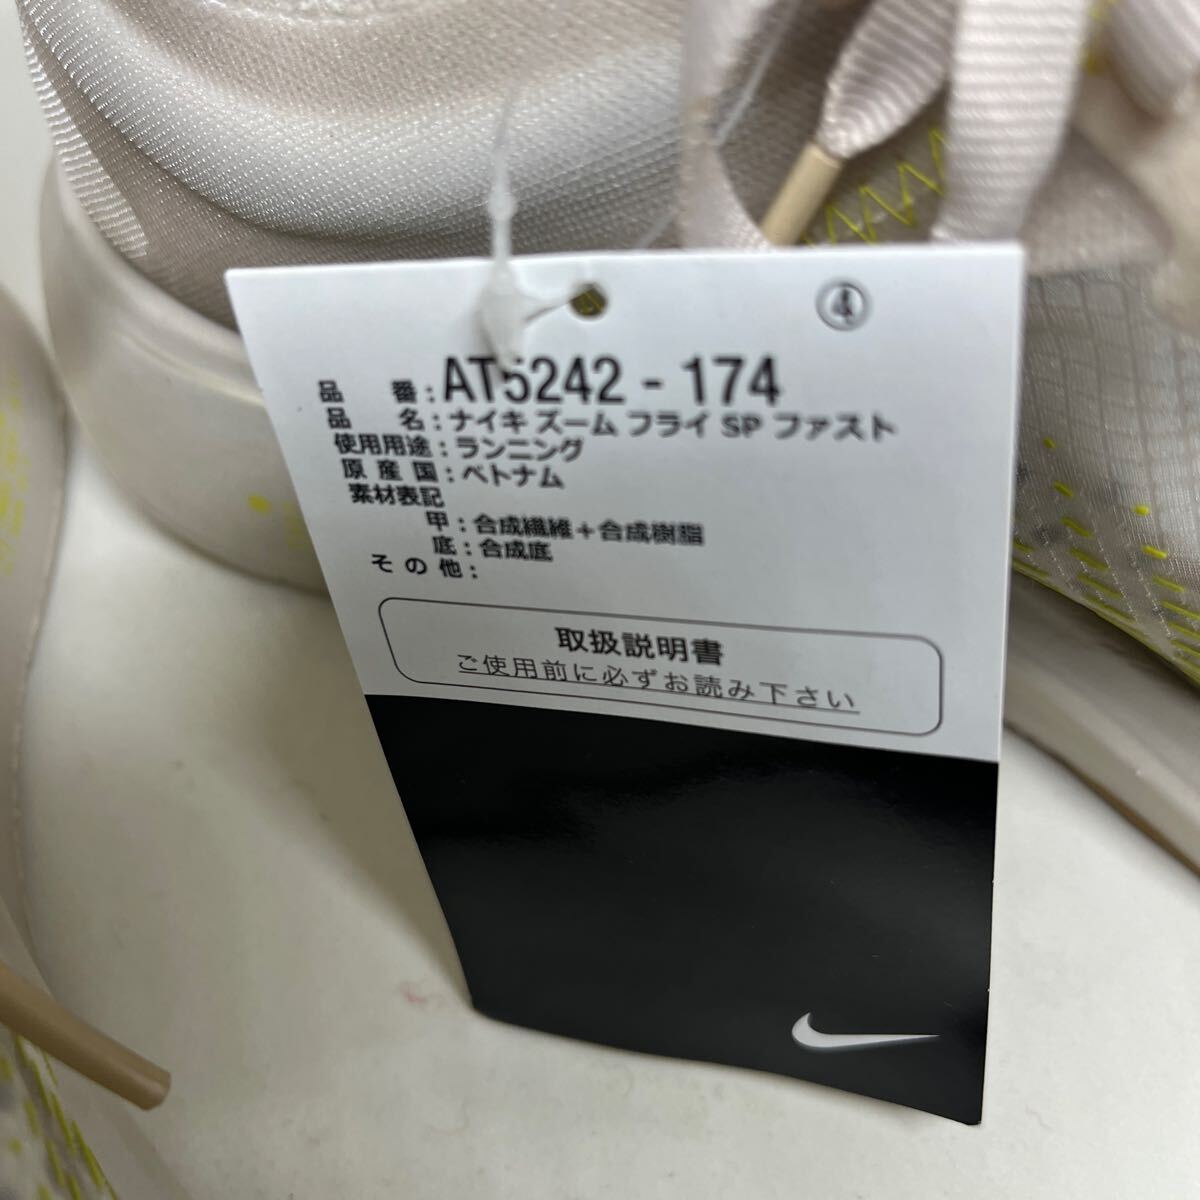 ④
品番:AT5242-174
品名:ナイキ ズーム フライ SP ファスト
使用用途:ランニング
原産国:ベトナム
素材表記
甲:合成繊維+合成樹脂
底:合成底
その他:
取扱説明書
ご使用前に必ずお読み下さい